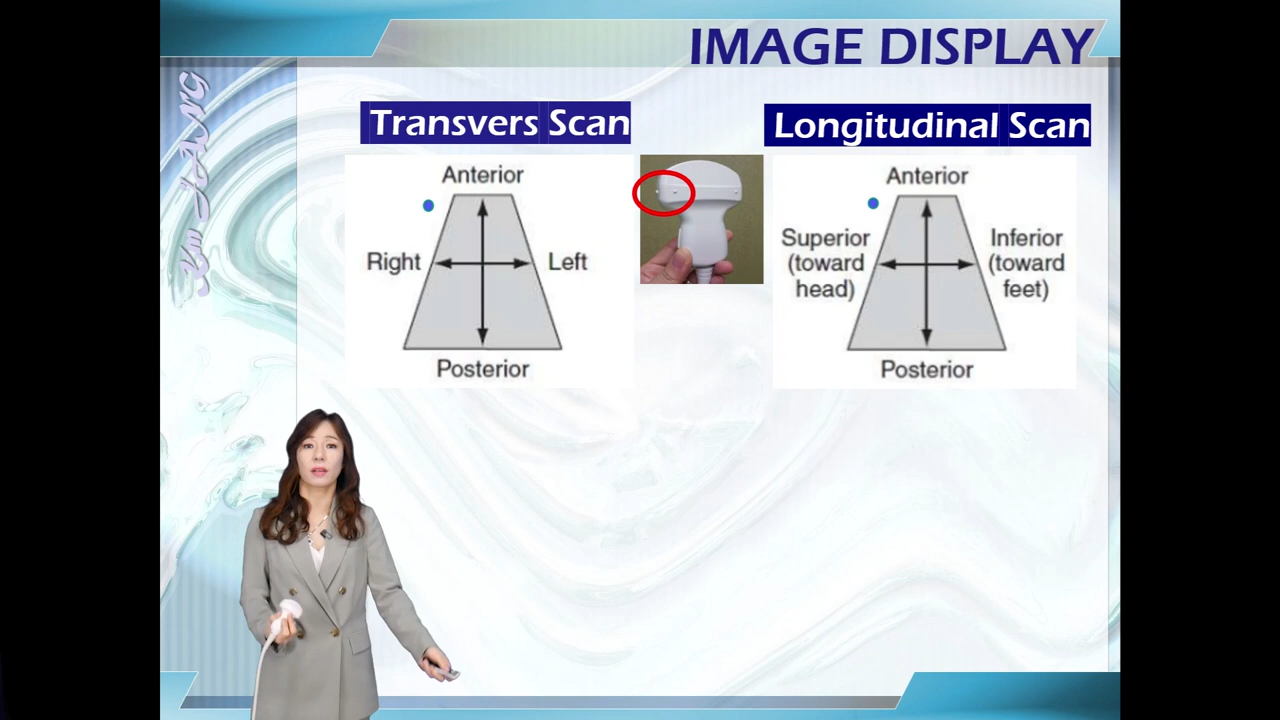 IMAGE DISPLAY
Transvers Scan
Anterior
Right
Left
Posterior
Longitudinal Scan
Anterior
Superior
(toward
head)
Inferior
(toward
feet)
Posterior